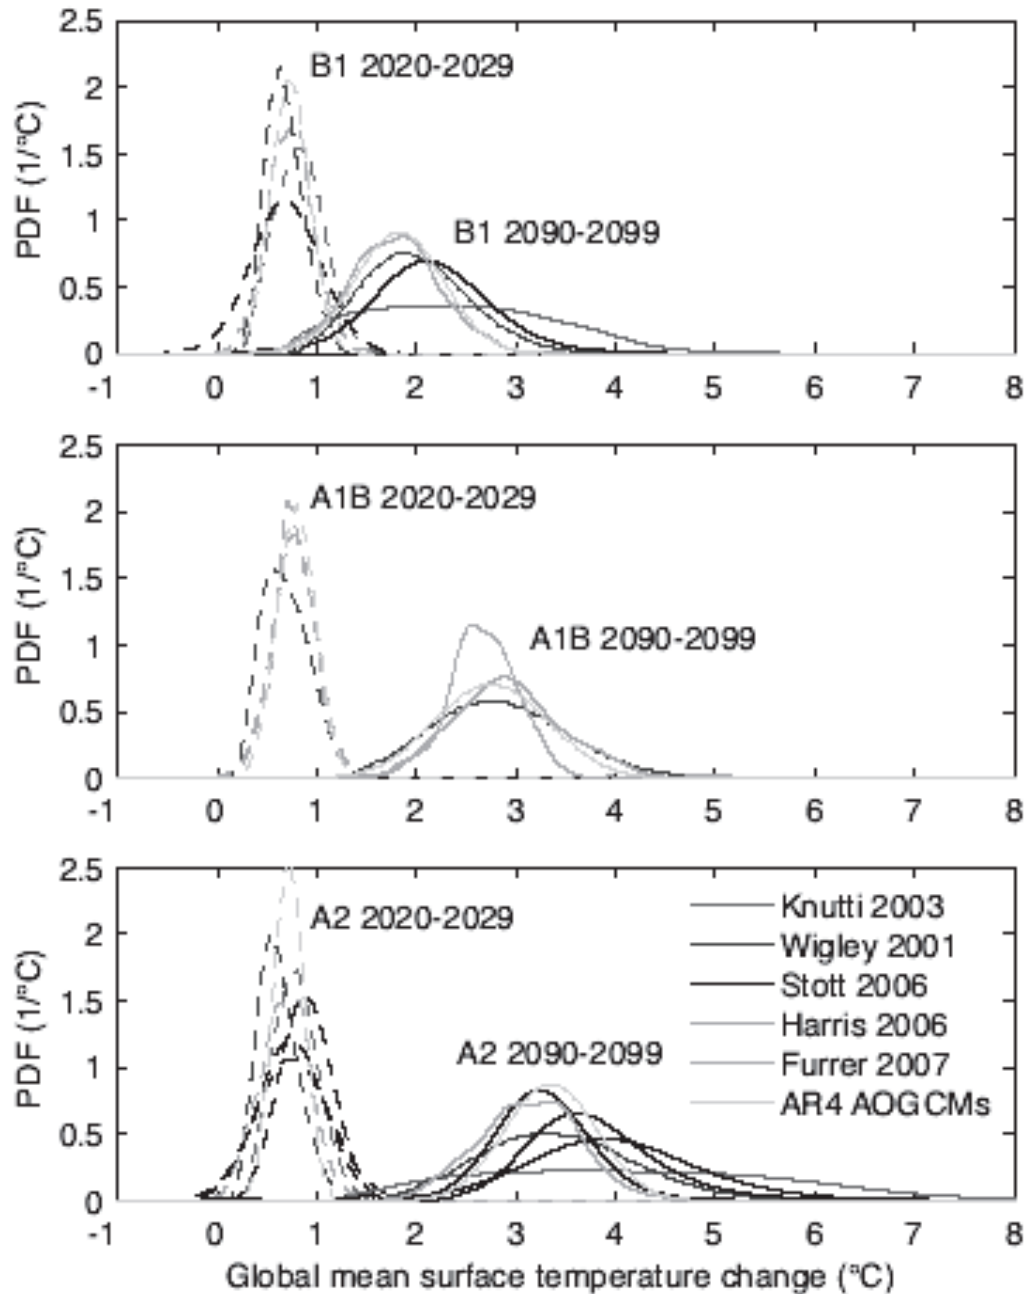 2.5
B1 2020-2029
2
1.5
PDF (1/°C)
1
B1 2090-2099
0.5
0
-1 0 1 2 3 4 5 6 7 8
2.5
A1B 2020-2029
2
1.5
PDF (1/°C)
1
A1B 2090-2099
0.5
0
-1 0 1 2 3 4 5 6 7 8
2.5
A2 2020-2029
2
1.5
PDF (1/°C)
1
A2 2090-2099
0.5
0
Knutti 2003
Wigley 2001
Stott 2006
Harris 2006
Furrer 2007
AR4 AOGCMs
-1 0 1 2 3 4 5 6 7 8
Global mean surface temperature change (°C)